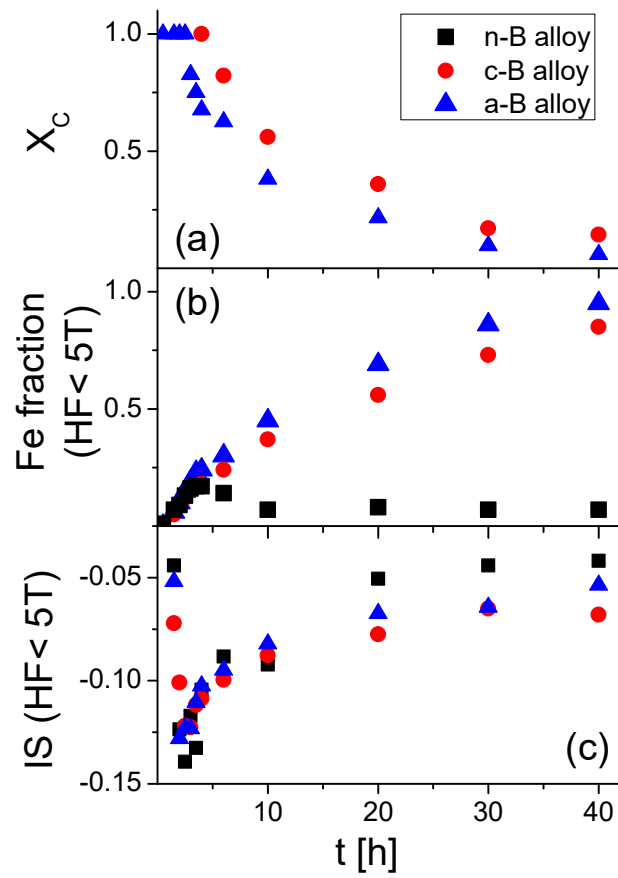 1.0
n-B alloy
c-B alloy
a-B alloy
X_C
0.5
(a)
(b)
1.0
Fe fraction
(HF< 5T)
0.5
-0.05
IS (HF< 5T)
-0.10
(c)
-0.15
10 20 30 40
t [h]